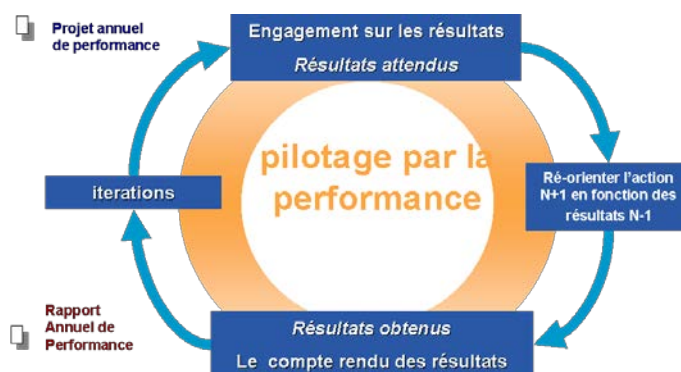 Projet annuel
de performance
Engagement sur les résultats
Résultats attendus
pilotage par la
performance
Ré-orienter l'action
N+1 en fonction des
résultats N-1
iterations
Rapport
Annuel de
Performance
Résultats obtenus
Le compte rendu des résultats